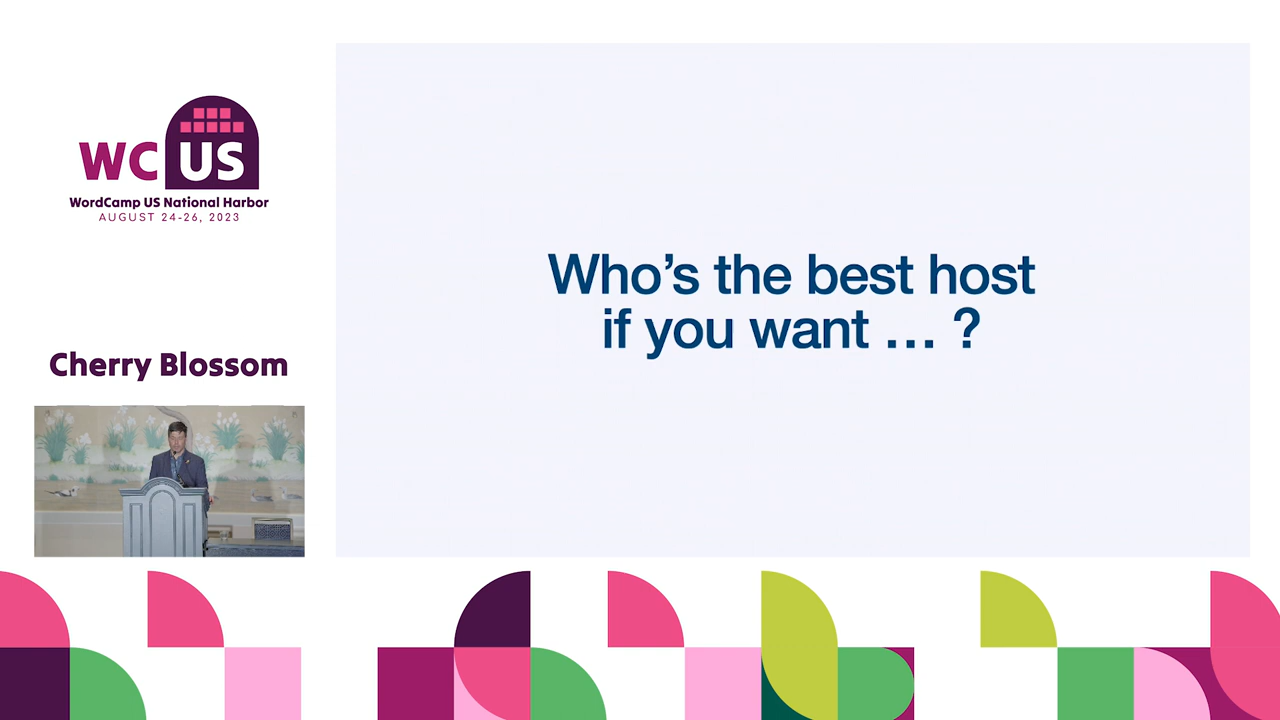 WC US
WordCamp US National Harbor
AUGUST 24-26, 2023
Cherry Blossom
Who's the best host
if you want ... ?